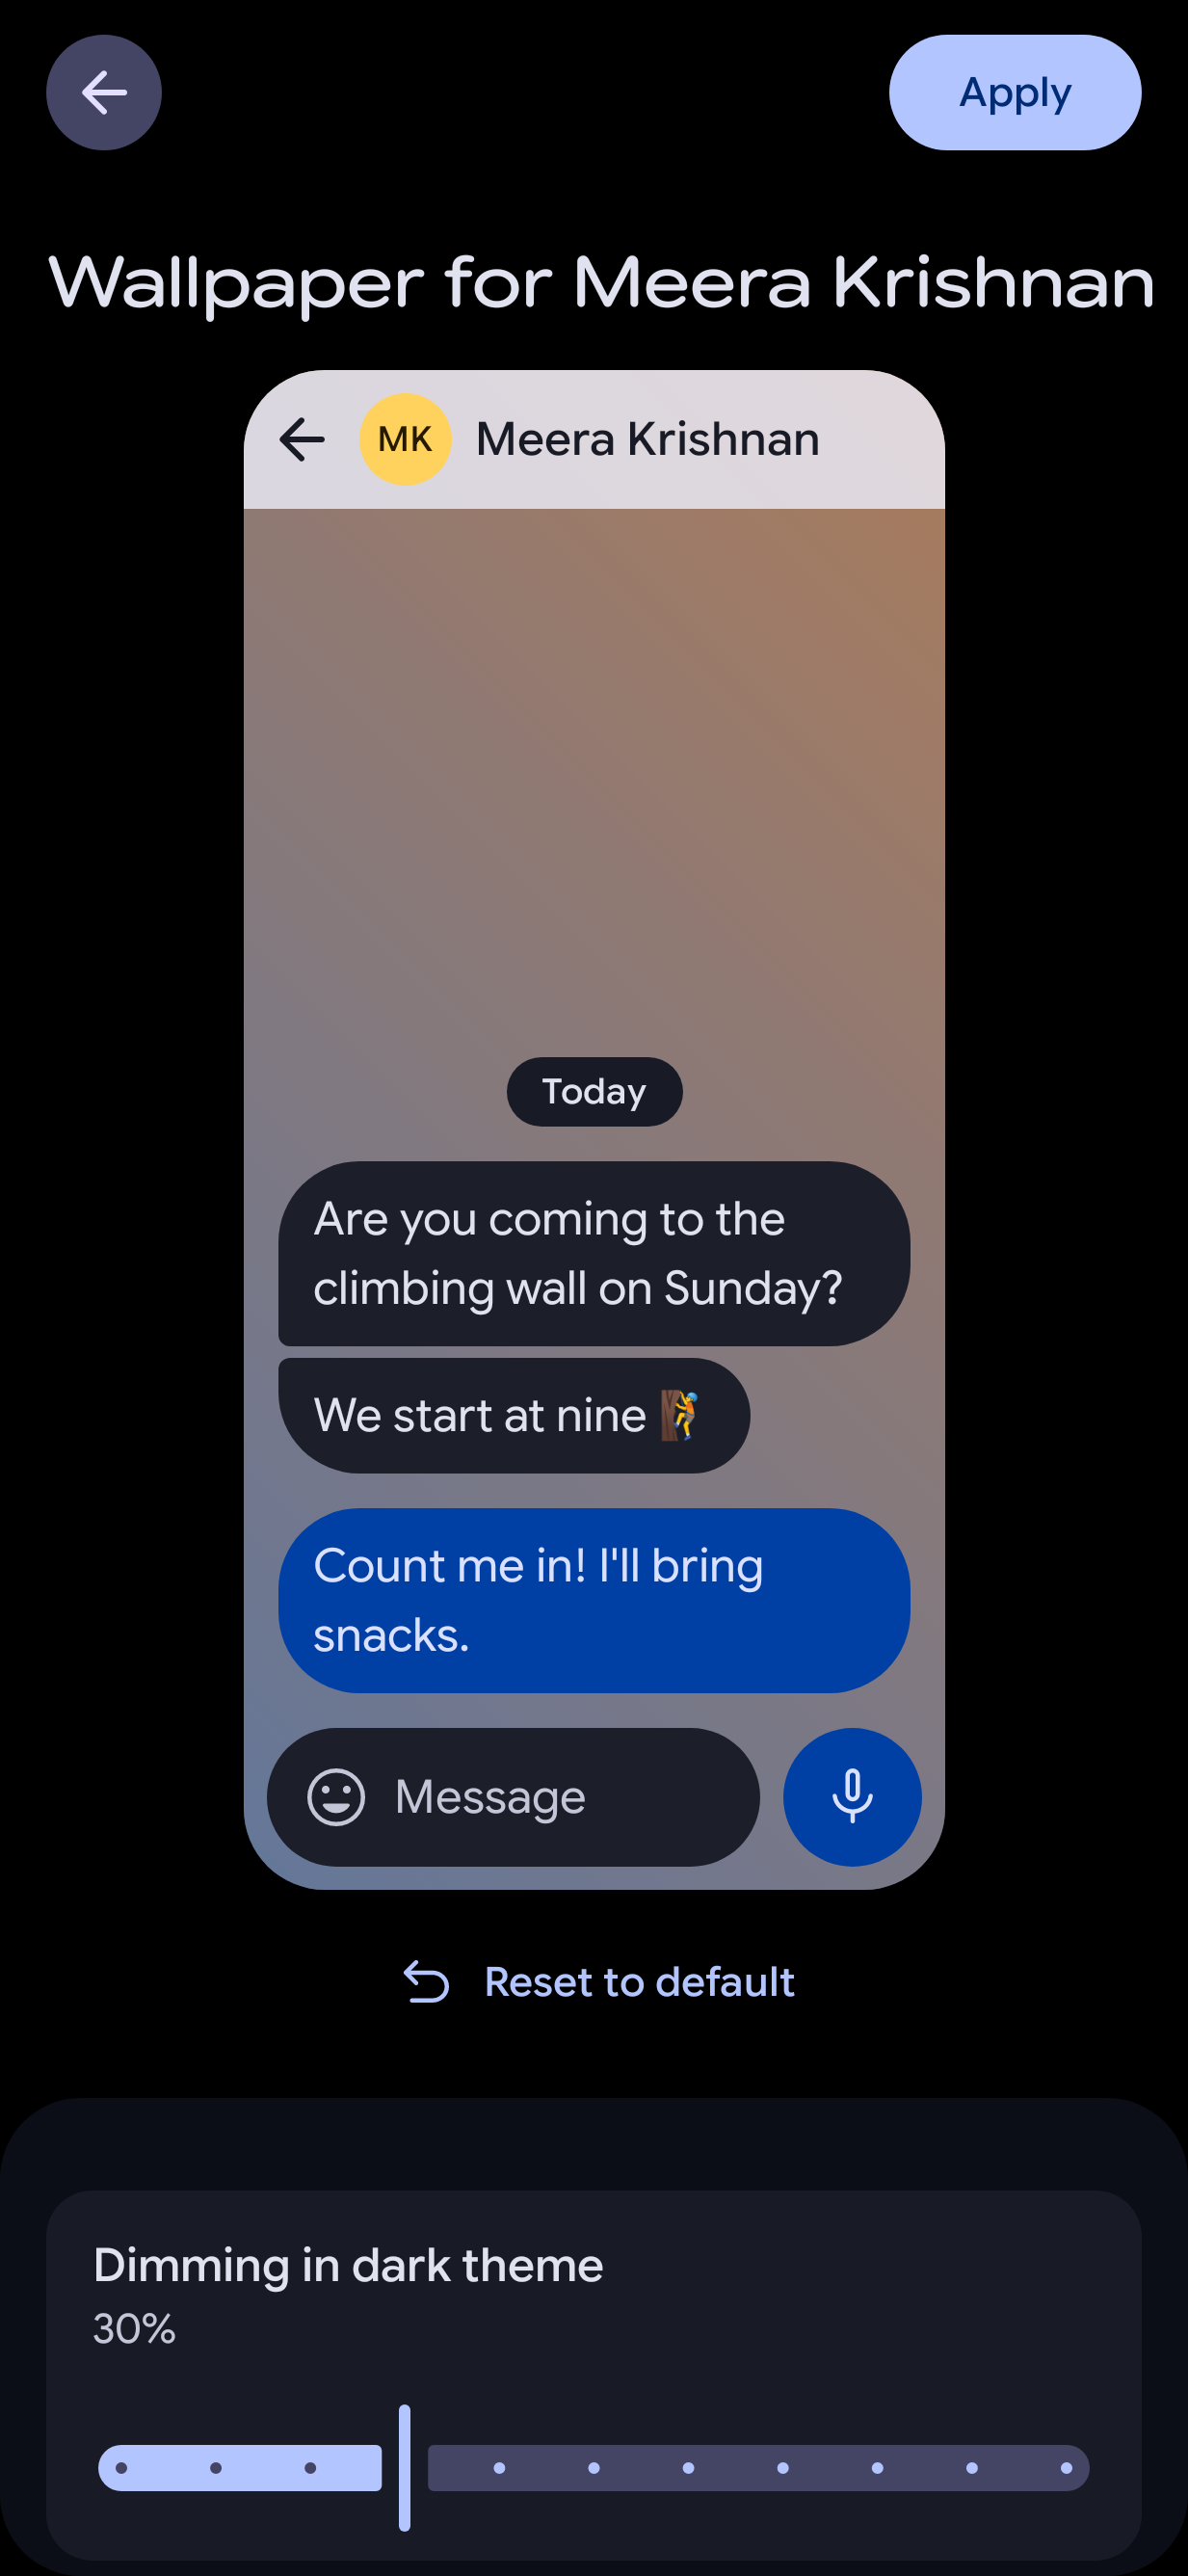 Apply
Wallpaper for Meera Krishnan
MK Meera Krishnan
Today
Are you coming to the
climbing wall on Sunday?
We start at nine 🧗
Count me in! I'll bring
snacks.
Message
Reset to default
Dimming in dark theme
30%